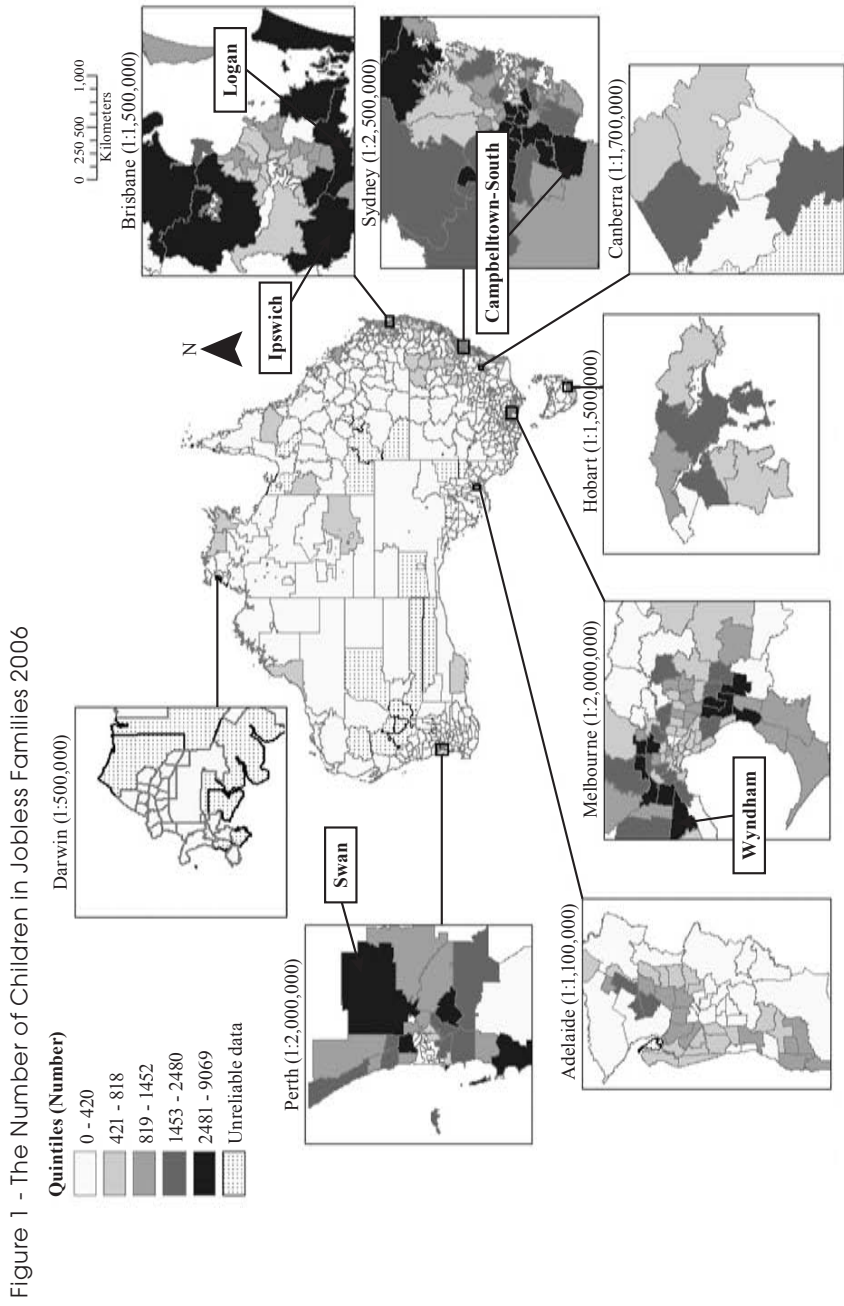 Figure 1 - The Number of Children in Jobless Families 2006
Quintiles (Number)
0 - 420
421 - 818
819 - 1452
1453 - 2480
2481 - 9069
Unreliable data
Darwin (1:500,000)
N
0 250 500 1,000
Kilometers
Brisbane (1:1,500,000)
Logan
Ipswich
Perth (1:2,000,000)
Swan
Sydney (1:2,500,000)
Campbelltown-South
Adelaide (1:1,100,000)
Melbourne (1:2,000,000)
Wyndham
Hobart (1:1,500,000)
Canberra (1:1,700,000)